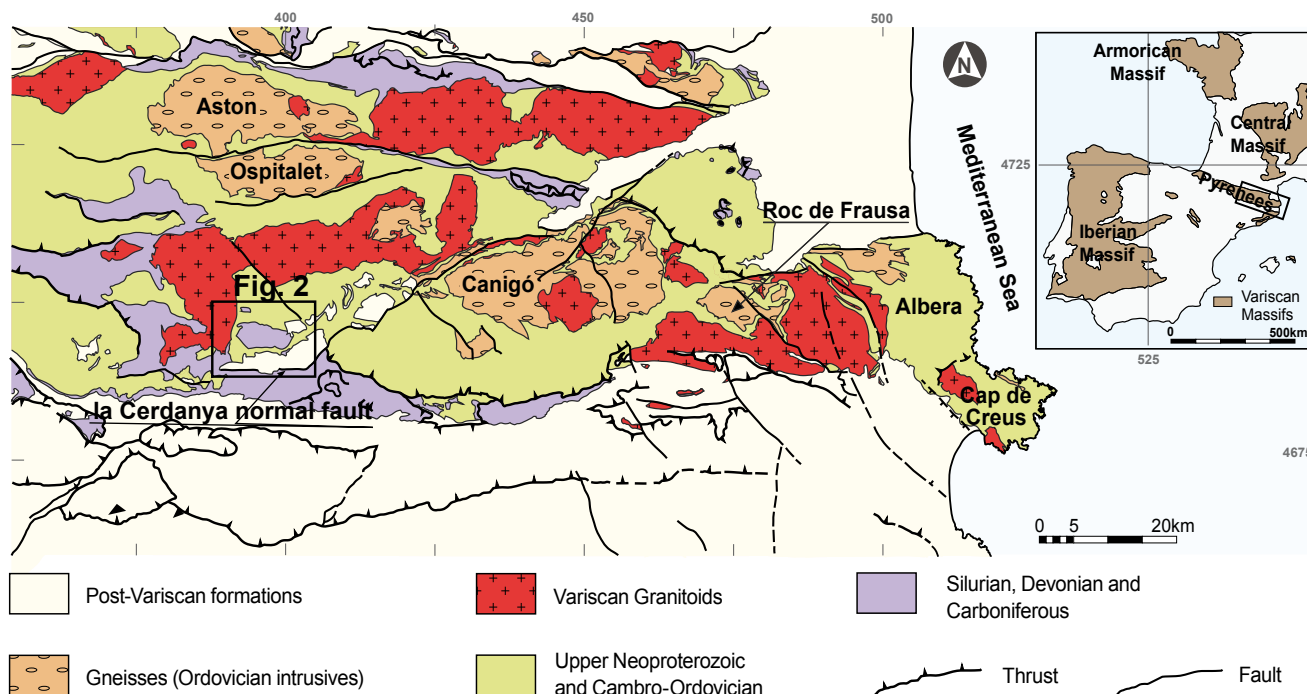 400
450
500
Armorican
Massif
N
Aston
Central
Massif
Mediterranean Sea
4725
Ospitalet
Pyrenees
Roc de Frausa
Iberian
Massif
Fig. 2
Canigó
Albera
Variscan
Massifs
0 500km
525
la Cerdanya normal fault
Cap de
Creus
4675
0 5 20km
Post-Variscan formations
Variscan Granitoids
Silurian, Devonian and
Carboniferous
Gneisses (Ordovician intrusives)
Upper Neoproterozoic
and Cambro-Ordovician
Thrust
Fault